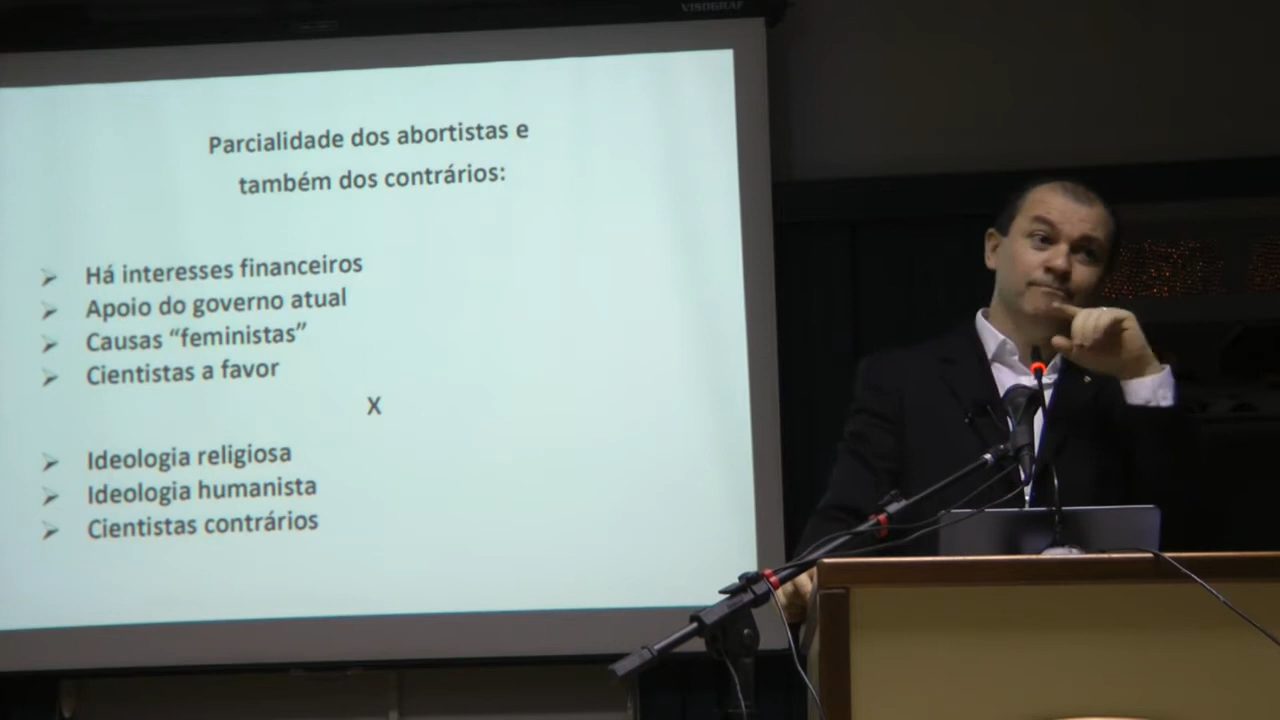 VISOGRAF
Parcialidade dos abortistas e
também dos contrários:
Há interesses financeiros
Apoio do governo atual
Causas “feministas”
Cientistas a favor
X
Ideologia religiosa
Ideologia humanista
Cientistas contrários